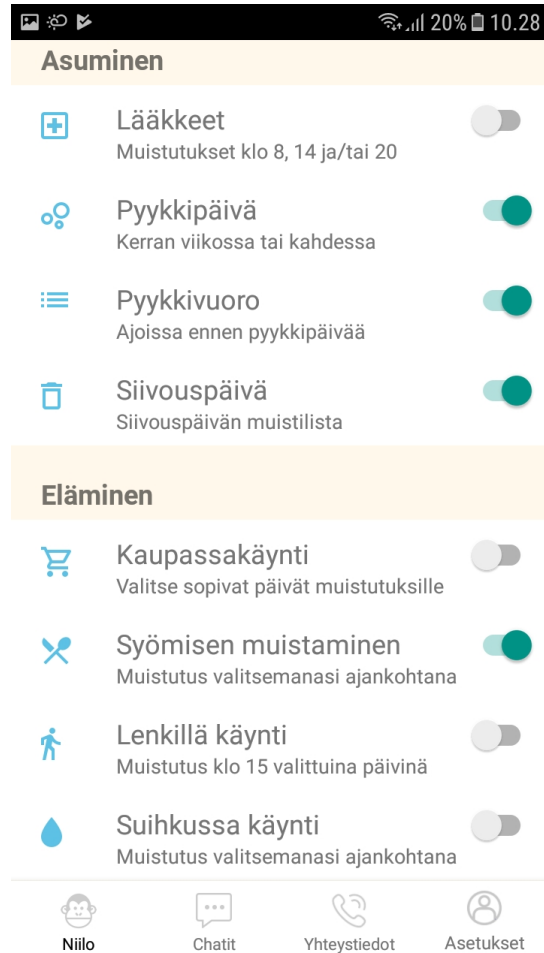 20% 10.28
Asuminen
Lääkkeet
Muistutukset klo 8, 14 ja/tai 20
Pyykkipäivä
Kerran viikossa tai kahdessa
Pyykkivuoro
Ajoissa ennen pyykkipäivää
Siivouspäivä
Siivouspäivän muistilista
Eläminen
Kaupassakäynti
Valitse sopivat päivät muistutuksille
Syömisen muistaminen
Muistutus valitsemanasi ajankohtana
Lenkillä käynti
Muistutus klo 15 valittuina päivinä
Suihkussa käynti
Muistutus valitsemanasi ajankohtana
Niilo Chatit Yhteystiedot Asetukset